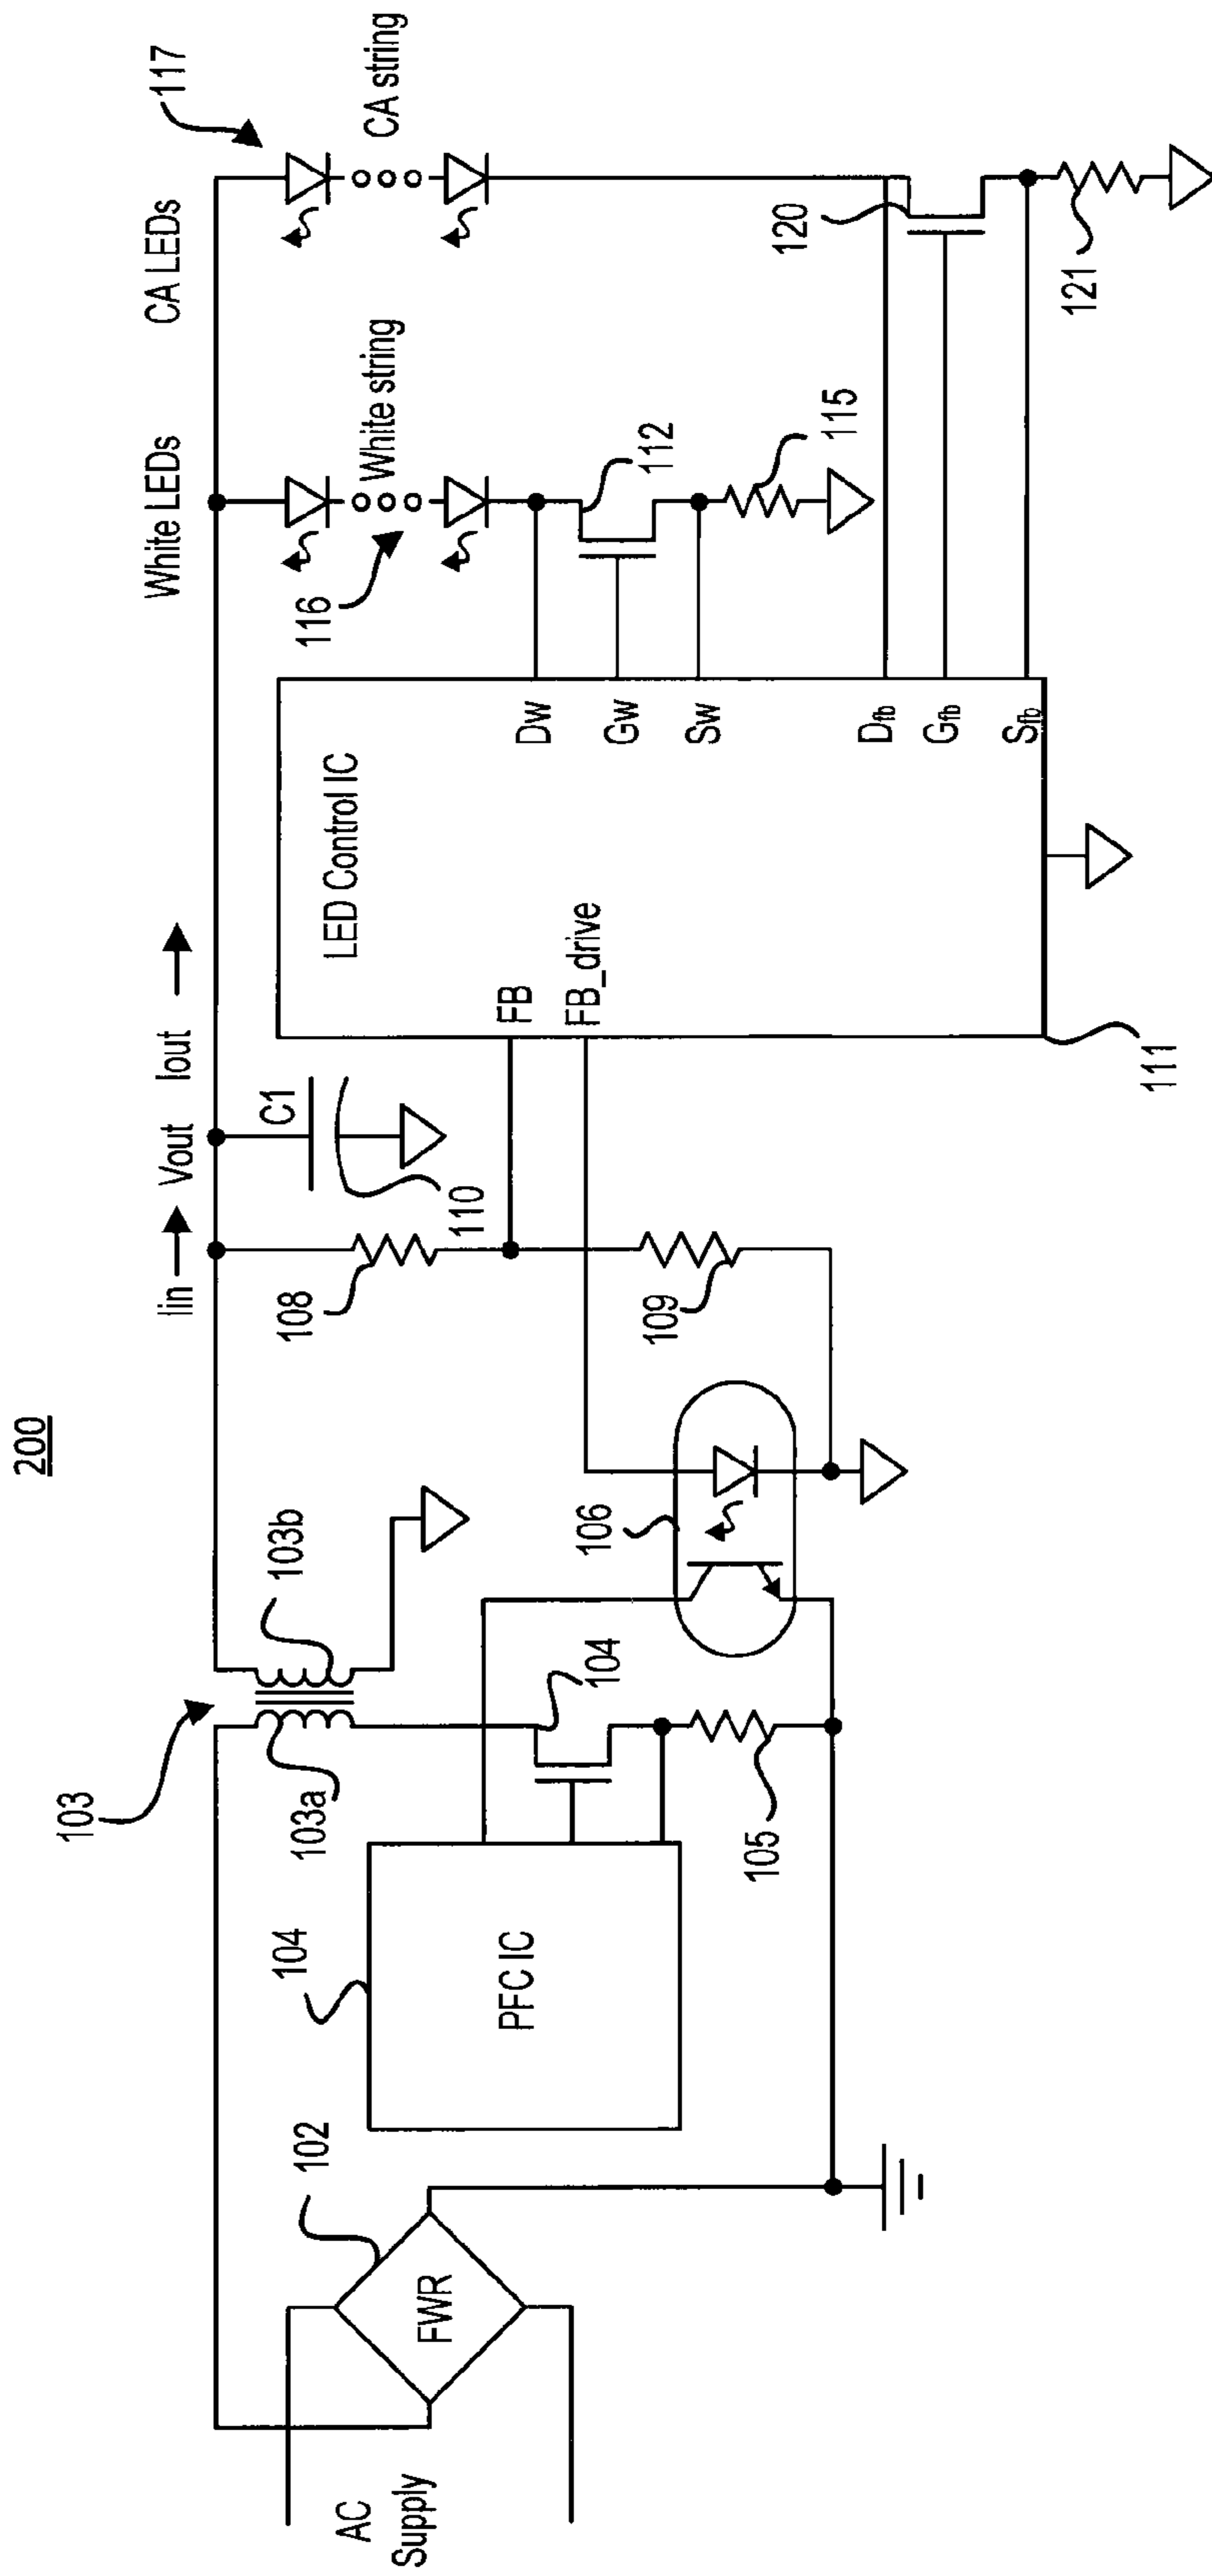 200
AC
Supply
FWR
102
103
103a
103b
104
PFC IC
104
105
106
Iin
Vout
Iout
108
109
C1
110
FB
FB_drive
LED Control IC
111
DW
GW
SW
Dfb
Gfb
Sfb
White LEDs
CA LEDs
116
White string
117
CA string
112
115
120
121